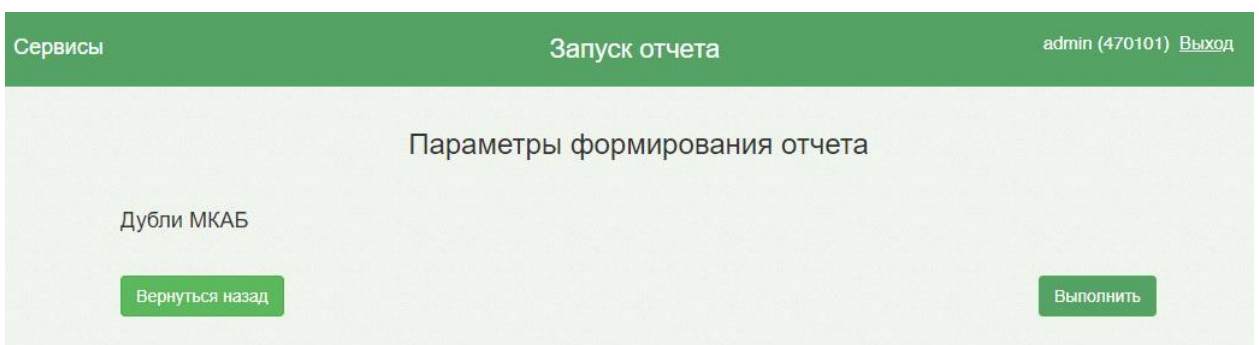 Сервисы Запуск отчета admin (470101) Выход
Параметры формирования отчета
Дубли МКАБ
Вернуться назад Выполнить